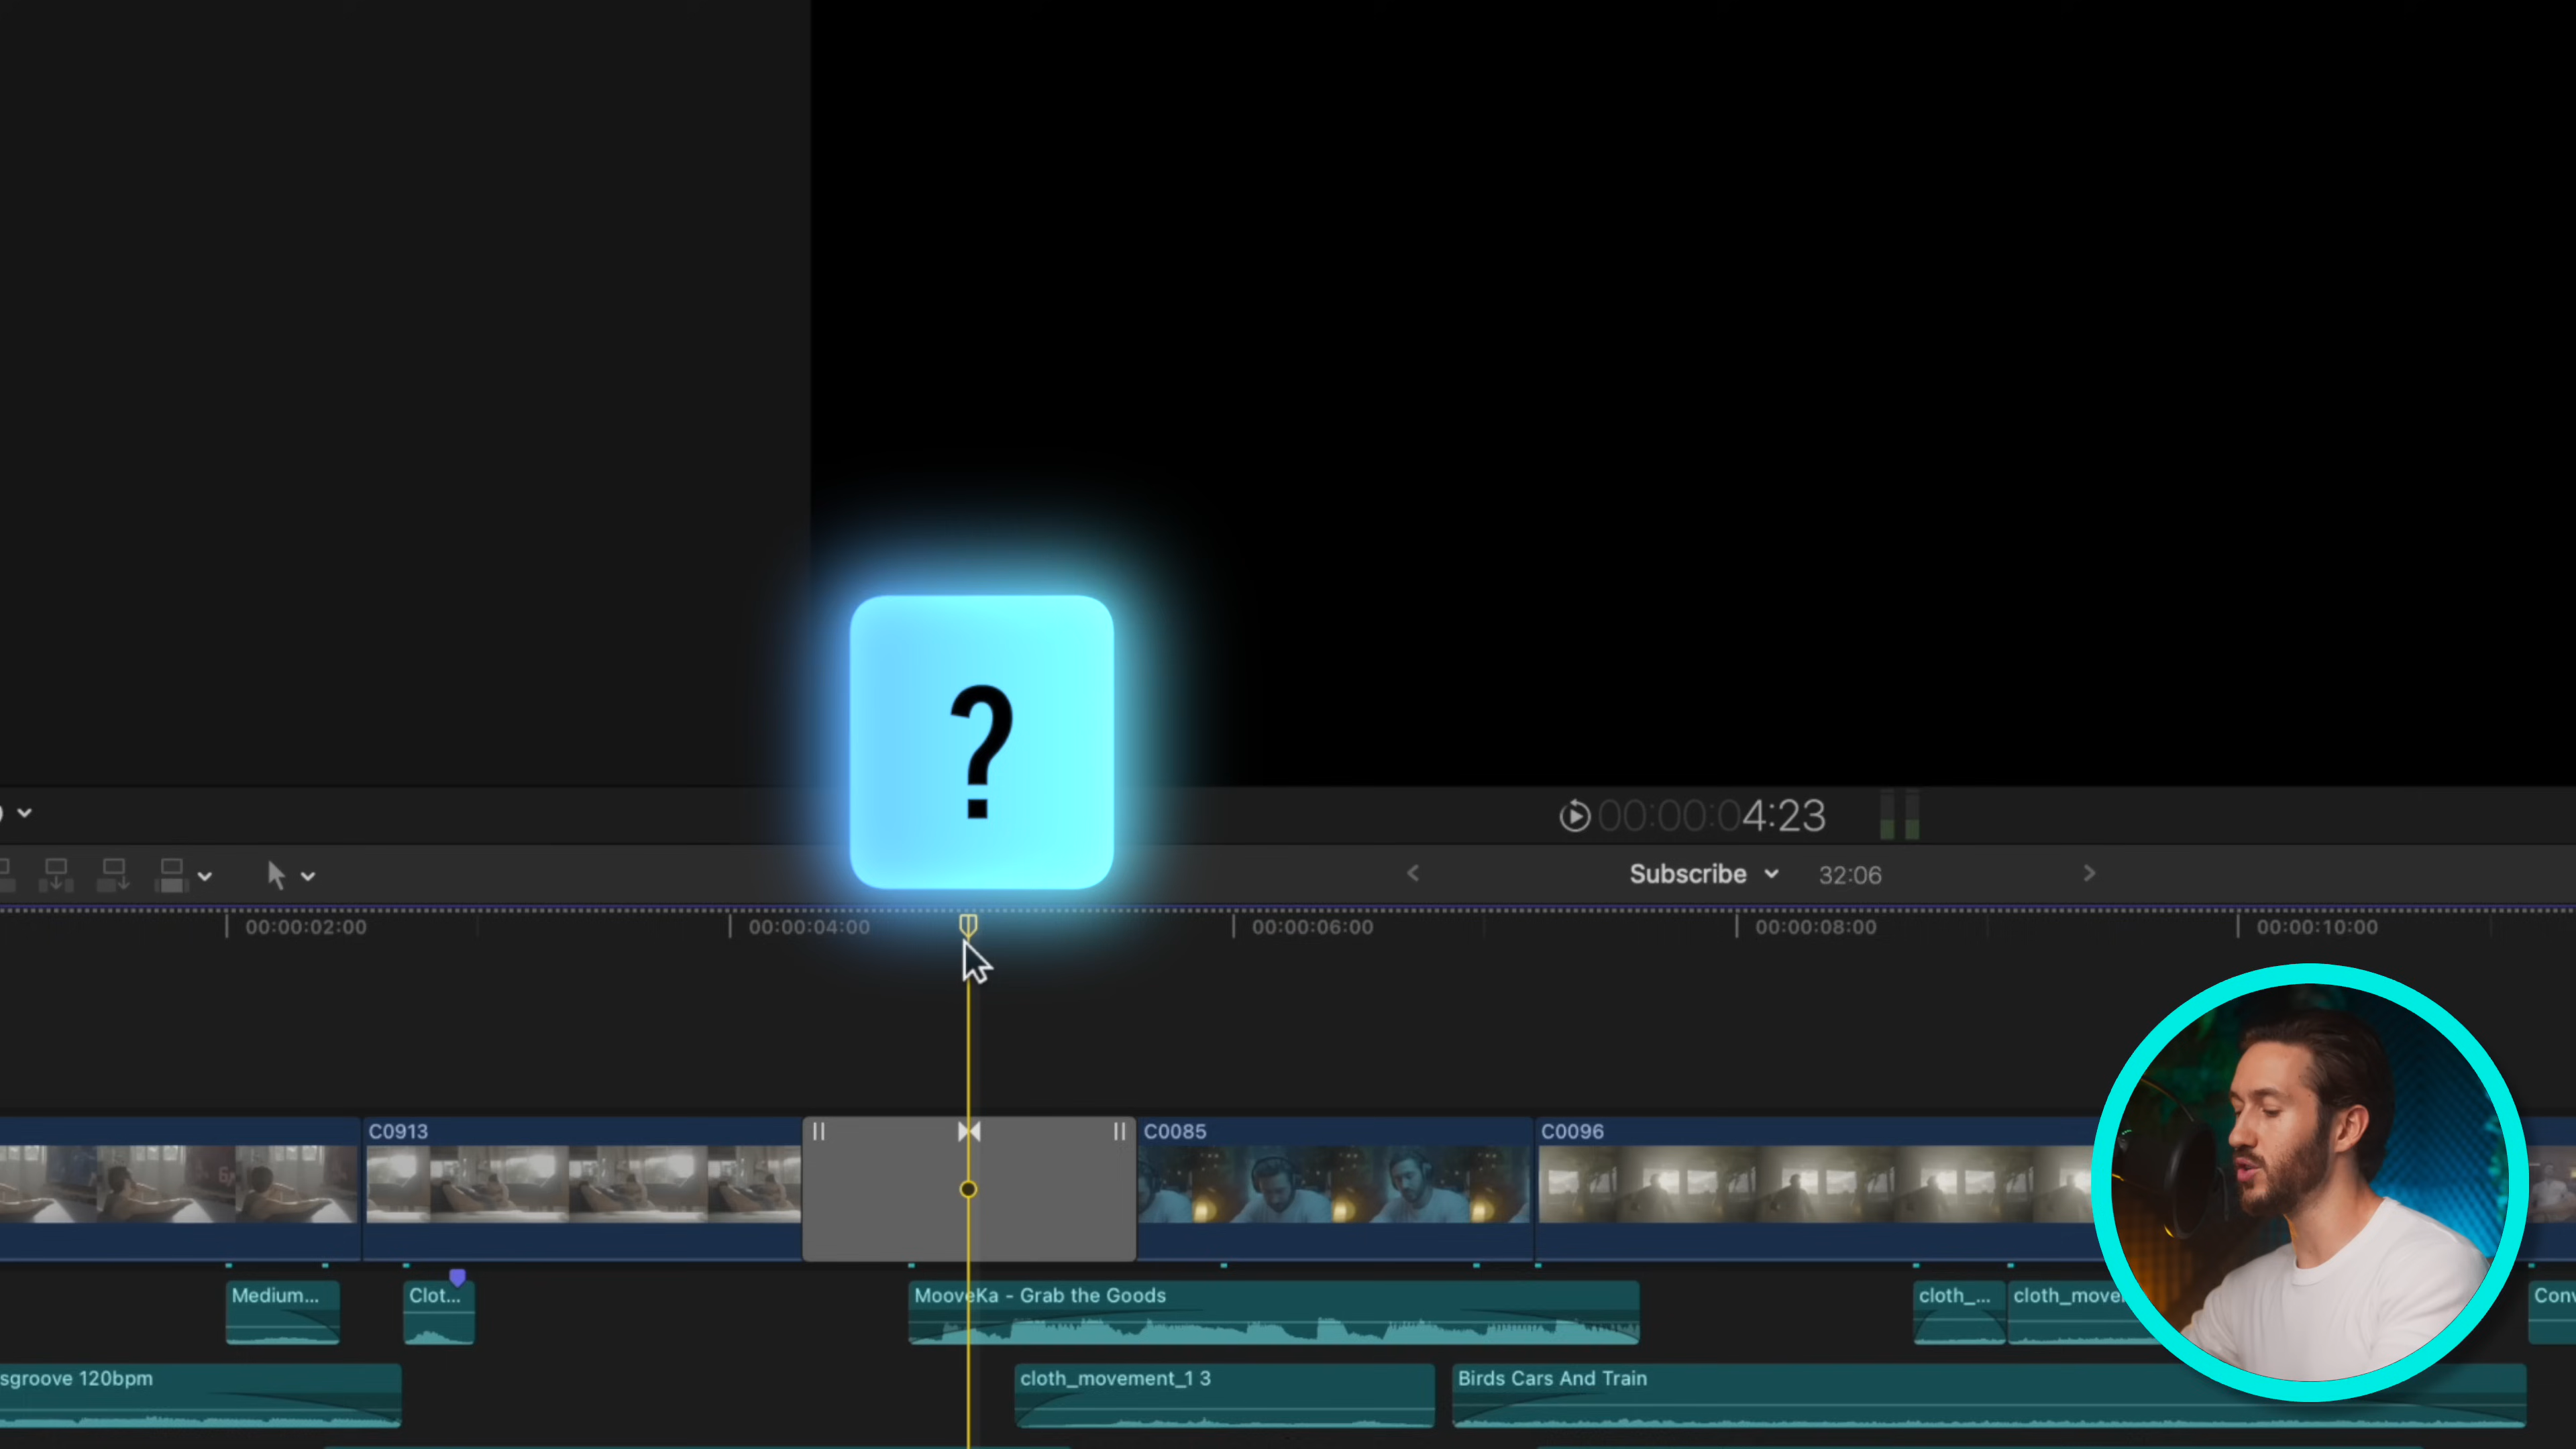 ?
00:00:04:23
Subscribe 32:06
00:00:02:00 00:00:04:00 00:00:06:00 00:00:08:00 00:00:10:00
C0913 C0085 C0096
Medium... Clot... MooveKa - Grab the Goods cloth_... Conv
sgroove 120bpm cloth_movement_1 3 Birds Cars And Train